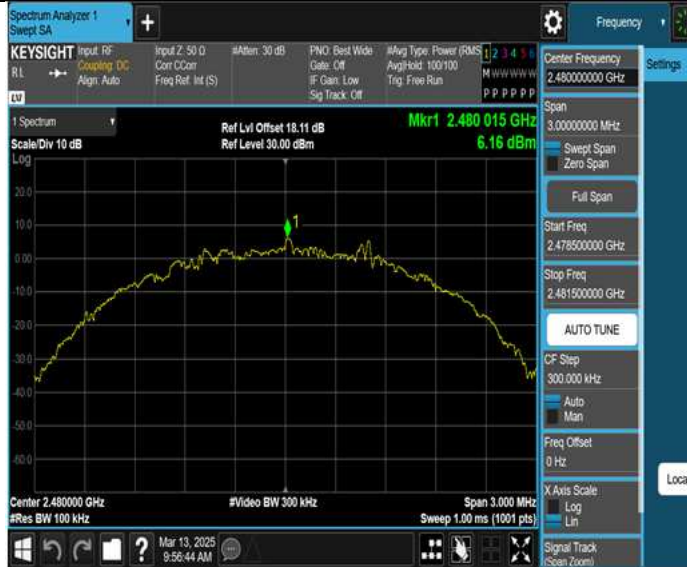 Spectrum Analyzer 1
Swept SA
+
Frequency
KEYSIGHT
Input: RF
Coupling: DC
Align: Auto
Input Z: 50 Ω
Corr CCorr
Freq Ref: Int (S)
#Atten: 30 dB
PNO: Best Wide
Gate: Off
IF Gain: Low
Sig Track: Off
#Avg Type: Power (RMS
Avg|Hold: 100/100
Trig: Free Run
1 2 3 4 5 6
M W W W W W
P P P P P P
R L
LV
1 Spectrum
Scale/Div 10 dB
Ref Lvl Offset 18.11 dB
Ref Level 30.00 dBm
Mkr1 2.480 015 GHz
6.16 dBm
Log
20.0
10.0
0.00
-10.0
-20.0
-30.0
-40.0
-50.0
-60.0
1
Center 2.480000 GHz
#Res BW 100 kHz
#Video BW 300 kHz
Span 3.000 MHz
Sweep 1.00 ms (1001 pts)
Mar 13, 2025
9:56:44 AM
?
Center Frequency
2.480000000 GHz
Settings
Span
3.00000000 MHz
Swept Span
Zero Span
Full Span
Start Freq
2.478500000 GHz
Stop Freq
2.481500000 GHz
AUTO TUNE
CF Step
300.000 kHz
Auto
Man
Freq Offset
0 Hz
X Axis Scale
Log
Lin
Loca
Signal Track
(Span Zoom)